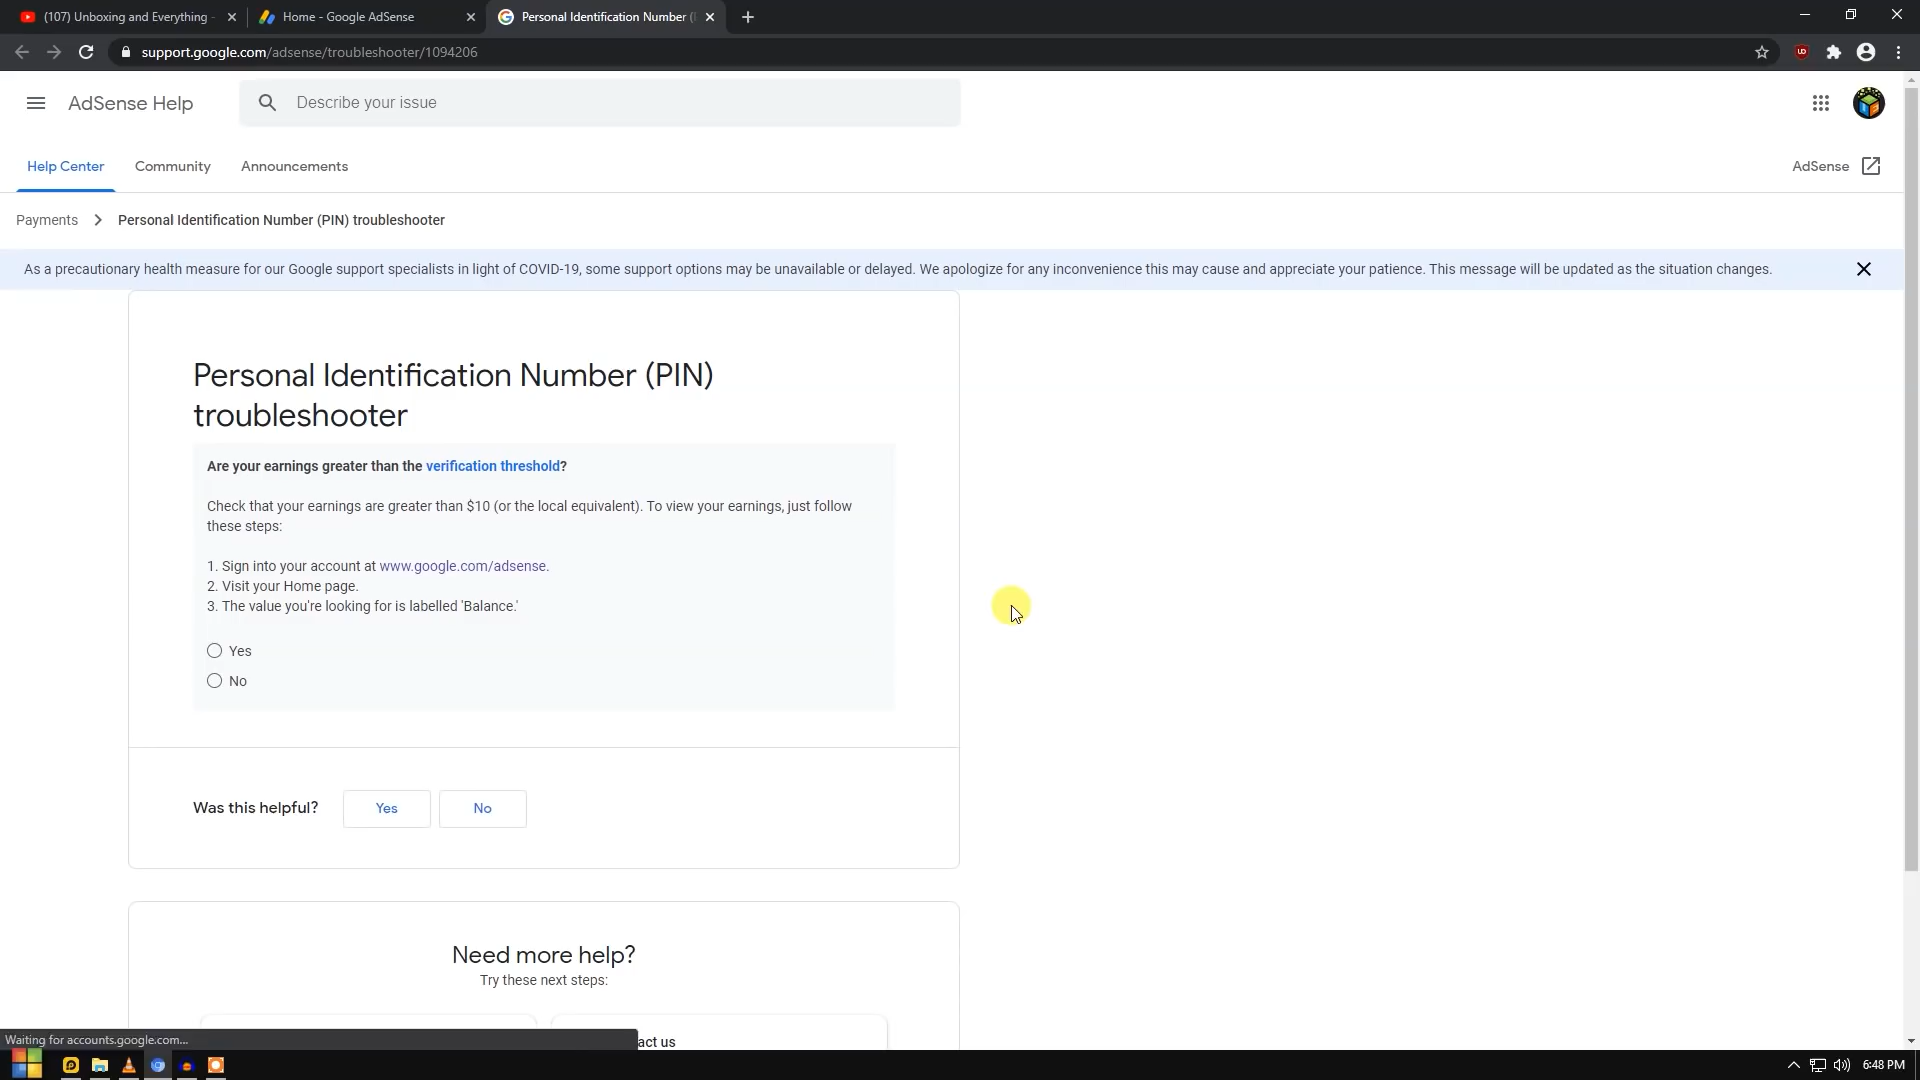 (107) Unboxing and Everything -
Home - Google AdSense
Personal Identification Number (
support.google.com/adsense/troubleshooter/1094206
AdSense Help
Describe your issue
Help Center
Community
Announcements
AdSense
Payments
Personal Identification Number (PIN) troubleshooter
As a precautionary health measure for our Google support specialists in light of COVID-19, some support options may be unavailable or delayed. We apologize for any inconvenience this may cause and appreciate your patience. This message will be updated as the situation changes.
Personal Identification Number (PIN)
troubleshooter
Are your earnings greater than the verification threshold?
Check that your earnings are greater than $10 (or the local equivalent). To view your earnings, just follow
these steps:
1. Sign into your account at www.google.com/adsense.
2. Visit your Home page.
3. The value you're looking for is labelled 'Balance.'
Yes
No
Was this helpful?
Yes
No
Need more help?
Try these next steps:
act us
Waiting for accounts.google.com...
6:48 PM